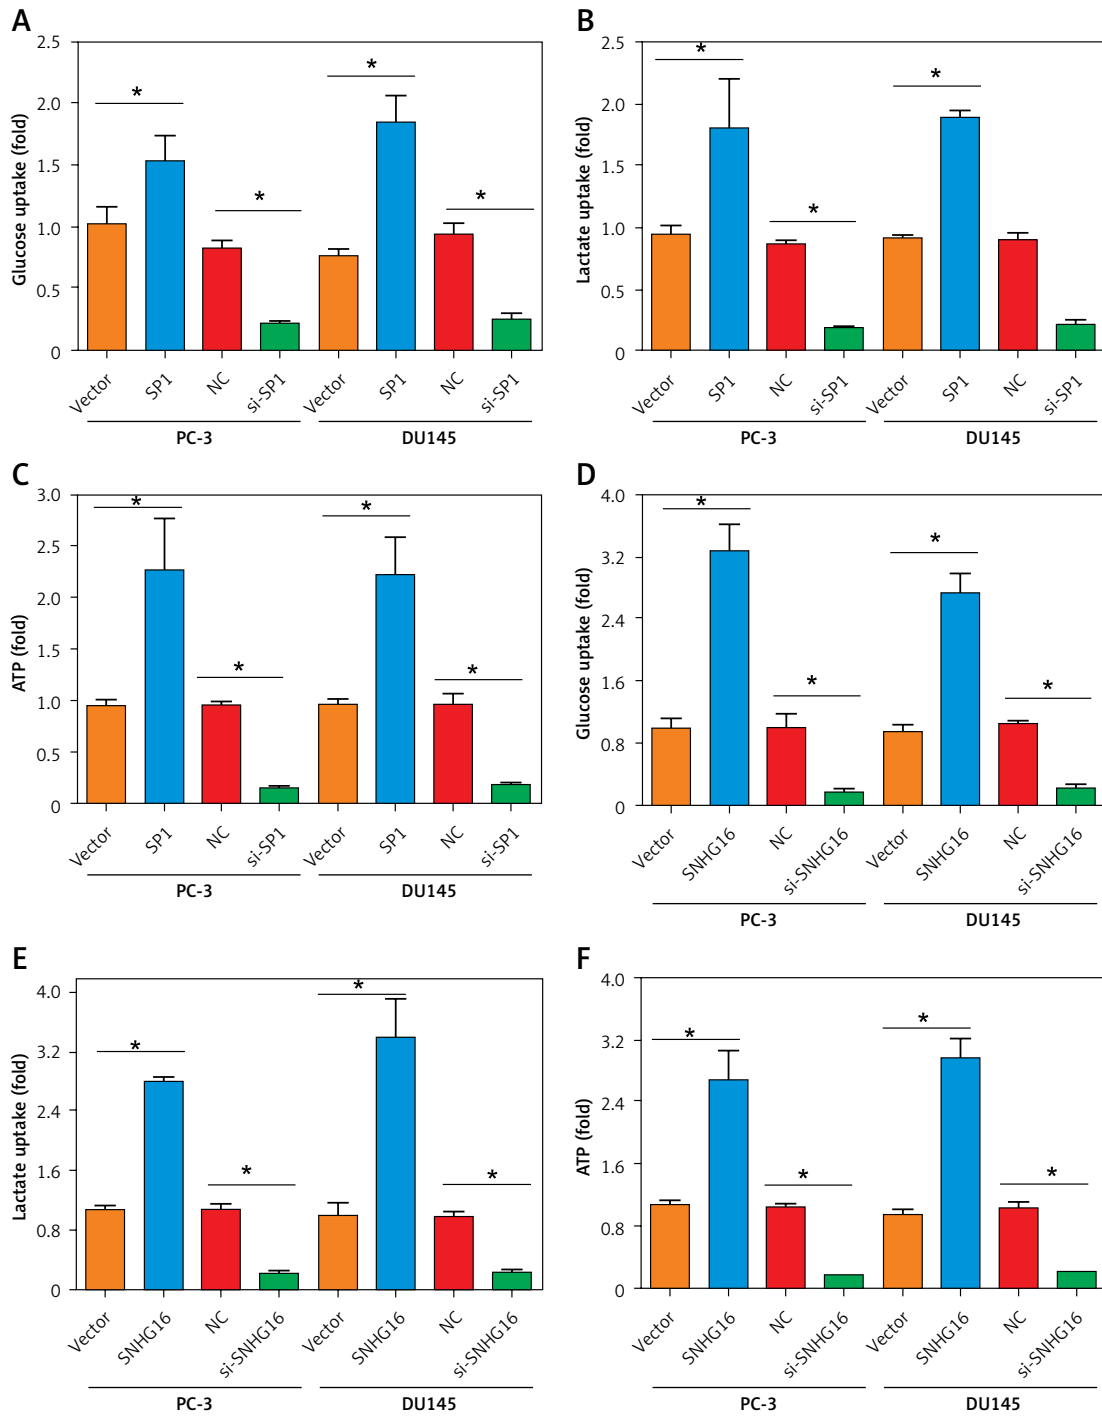 A
Glucose uptake (fold)
2.5
2.0
1.5
1.0
0.5
0
* * * *
Vector SP1 NC si-SP1 Vector SP1 NC si-SP1
PC-3 DU145
B
Lactate uptake (fold)
2.5
2.0
1.5
1.0
0.5
0
* * *
Vector SP1 NC si-SP1 Vector SP1 NC si-SP1
PC-3 DU145
C
ATP (fold)
3.0
2.5
2.0
1.5
1.0
0.5
0
* * * *
Vector SP1 NC si-SP1 Vector SP1 NC si-SP1
PC-3 DU145
D
Glucose uptake (fold)
4.0
3.2
2.4
1.6
0.8
0
* * * *
Vector SNHG16 NC si-SNHG16 Vector SNHG16 NC si-SNHG16
PC-3 DU145
E
Lactate uptake (fold)
4.0
3.2
2.4
1.6
0.8
0
* * * *
Vector SNHG16 NC si-SNHG16 Vector SNHG16 NC si-SNHG16
PC-3 DU145
F
ATP (fold)
4.0
3.2
2.4
1.6
0.8
0
* * * *
Vector SNHG16 NC si-SNHG16 Vector SNHG16 NC si-SNHG16
PC-3 DU145